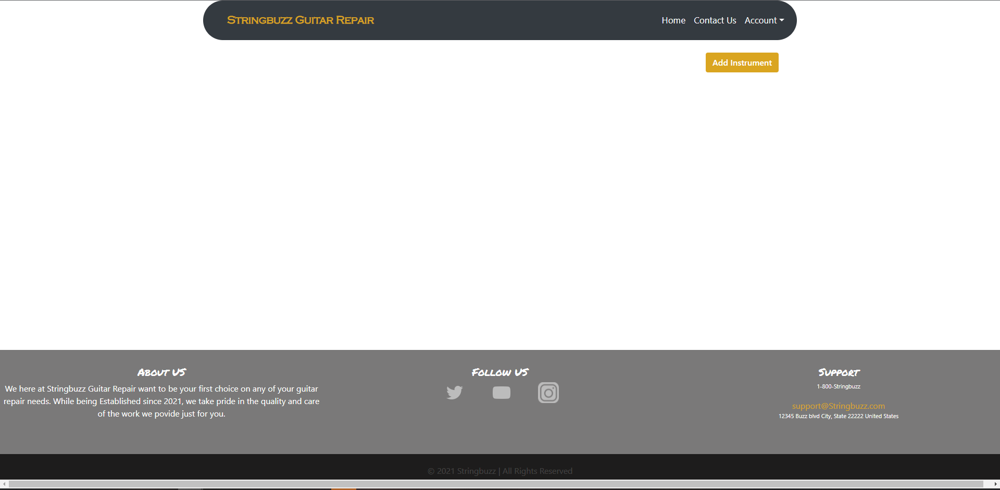 Stringbuzz Guitar Repair
Home Contact Us Account
Add Instrument
About US
We here at Stringbuzz Guitar Repair want to be your first choice on any of your guitar
repair needs. While being Established since 2021, we take pride in the quality and care
of the work we povide just for you.
Follow US
Support
1-800-Stringbuzz
support@Stringbuzz.com
12345 Buzz blvd City, State 22222 United States
© 2021 Stringbuzz | All Rights Reserved